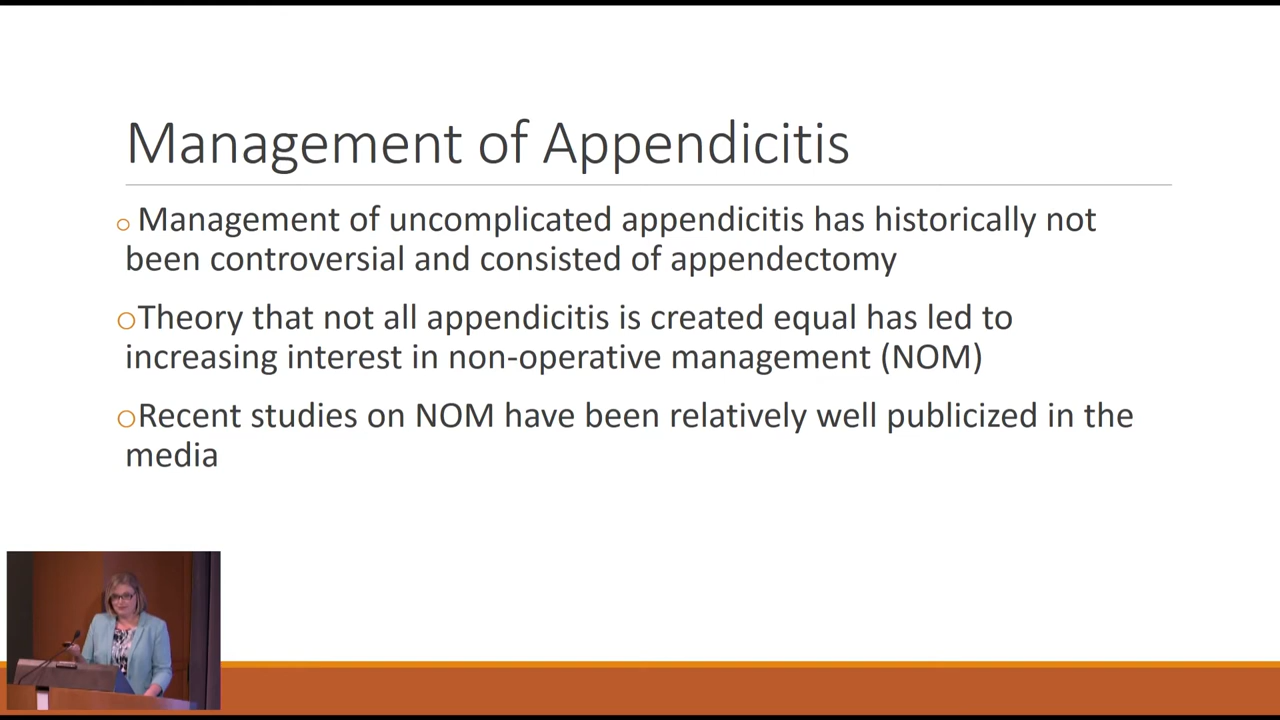 Management of Appendicitis
o Management of uncomplicated appendicitis has historically not
been controversial and consisted of appendectomy
oTheory that not all appendicitis is created equal has led to
increasing interest in non-operative management (NOM)
oRecent studies on NOM have been relatively well publicized in the
media